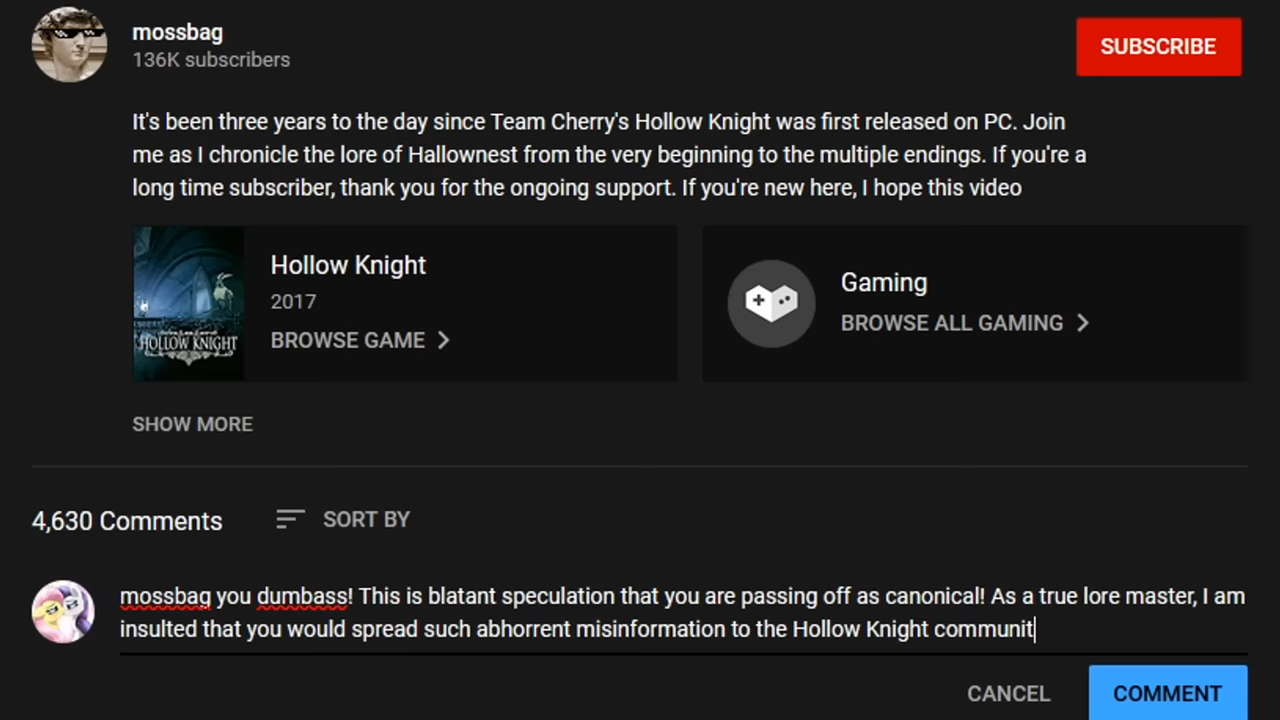 mossbag
136K subscribers
SUBSCRIBE
It's been three years to the day since Team Cherry's Hollow Knight was first released on PC. Join
me as I chronicle the lore of Hallownest from the very beginning to the multiple endings. If you're a
long time subscriber, thank you for the ongoing support. If you're new here, I hope this video
HOLLOW KNIGHT
Hollow Knight
2017
BROWSE GAME
Gaming
BROWSE ALL GAMING
SHOW MORE
4,630 Comments
SORT BY
mossbag you dumbass! This is blatant speculation that you are passing off as canonical! As a true lore master, I am
insulted that you would spread such abhorrent misinformation to the Hollow Knight communit
CANCEL
COMMENT